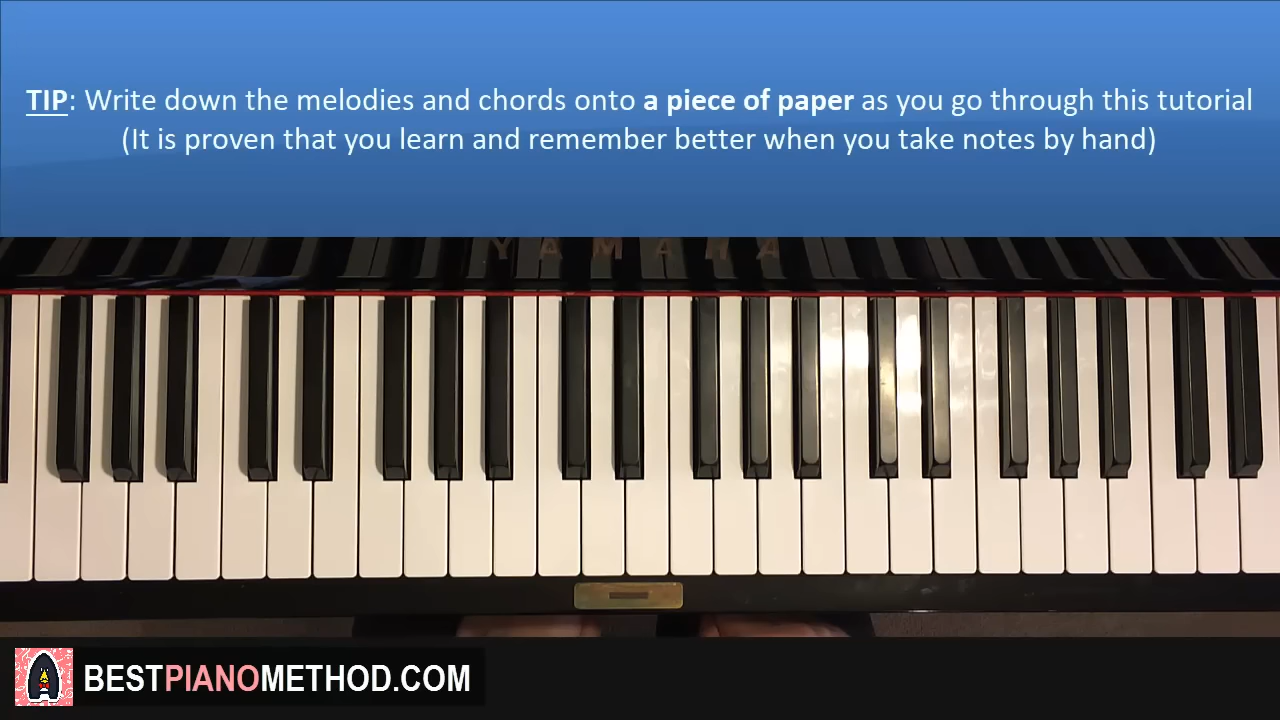 TIP: Write down the melodies and chords onto a piece of paper as you go through this tutorial
(It is proven that you learn and remember better when you take notes by hand)
YAMAHA
BESTPIANOMETHOD.COM